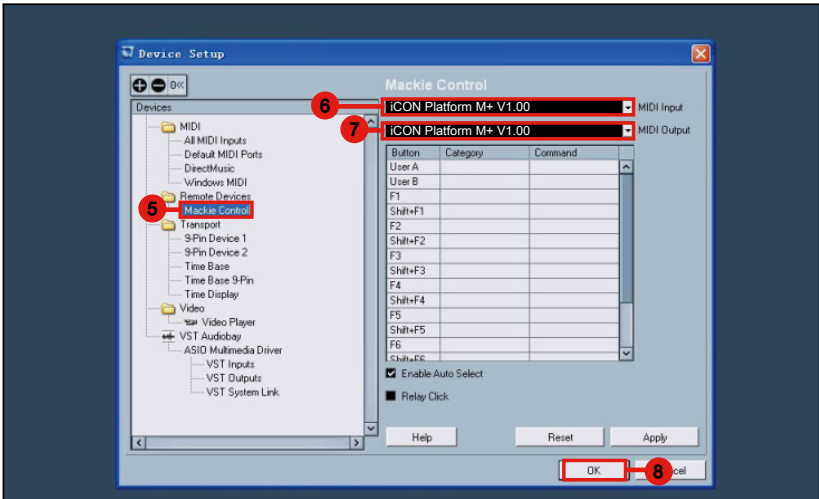 Device Setup
Devices
MIDI
All MIDI Inputs
Default MIDI Ports
DirectMusic
Windows MIDI
Remote Devices
Mackie Control
Transport
9-Pin Device 1
9-Pin Device 2
Time Base
Time Base 9-Pin
Time Display
Video
Video Player
VST Audiobay
ASIO Multimedia Driver
VST Inputs
VST Outputs
VST System Link
5
Mackie Control
6
iCON Platform M+ V1.00
MIDI Input
7
iCON Platform M+ V1.00
MIDI Output
Button Category Command
User A
User B
F1
Shift+F1
F2
Shift+F2
F3
Shift+F3
F4
Shift+F4
F5
Shift+F5
F6
Shift+F6
Enable Auto Select
Relay Click
Help Reset Apply
OK 8 cel